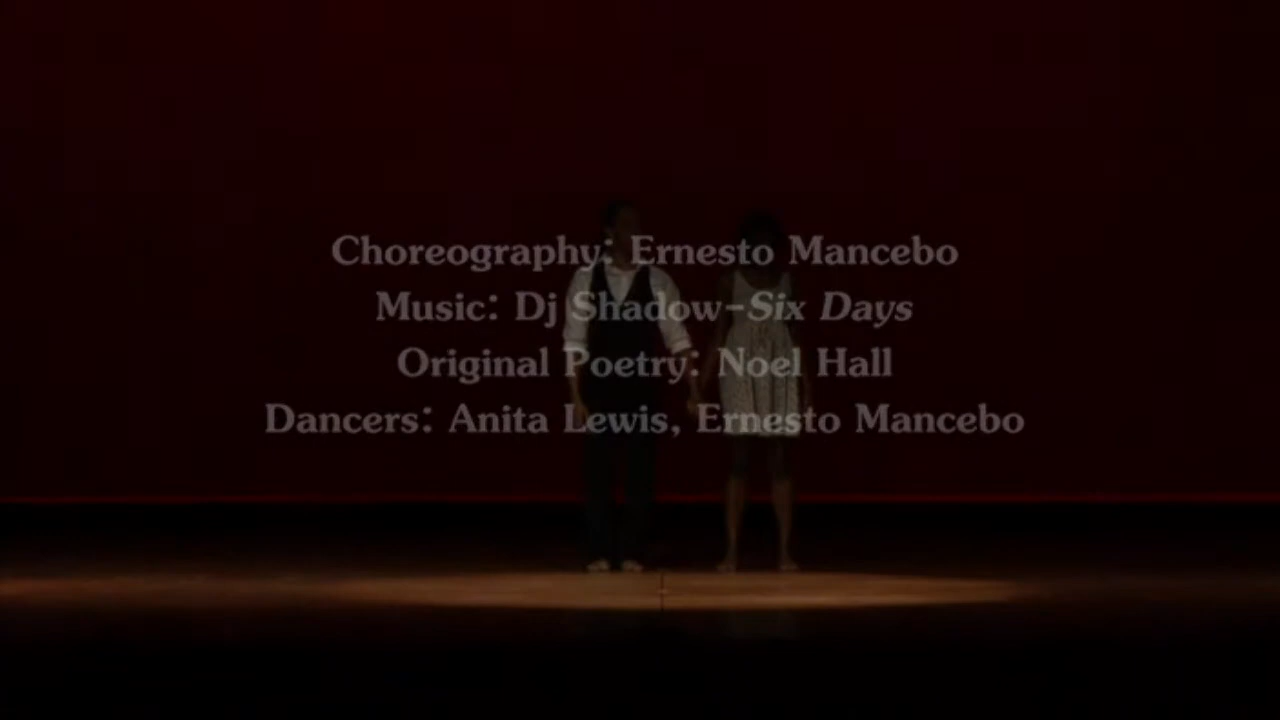 Choreography: Ernesto Mancebo
Music: Dj Shadow-Six Days
Original Poetry: Noel Hall
Dancers: Anita Lewis, Ernesto Mancebo